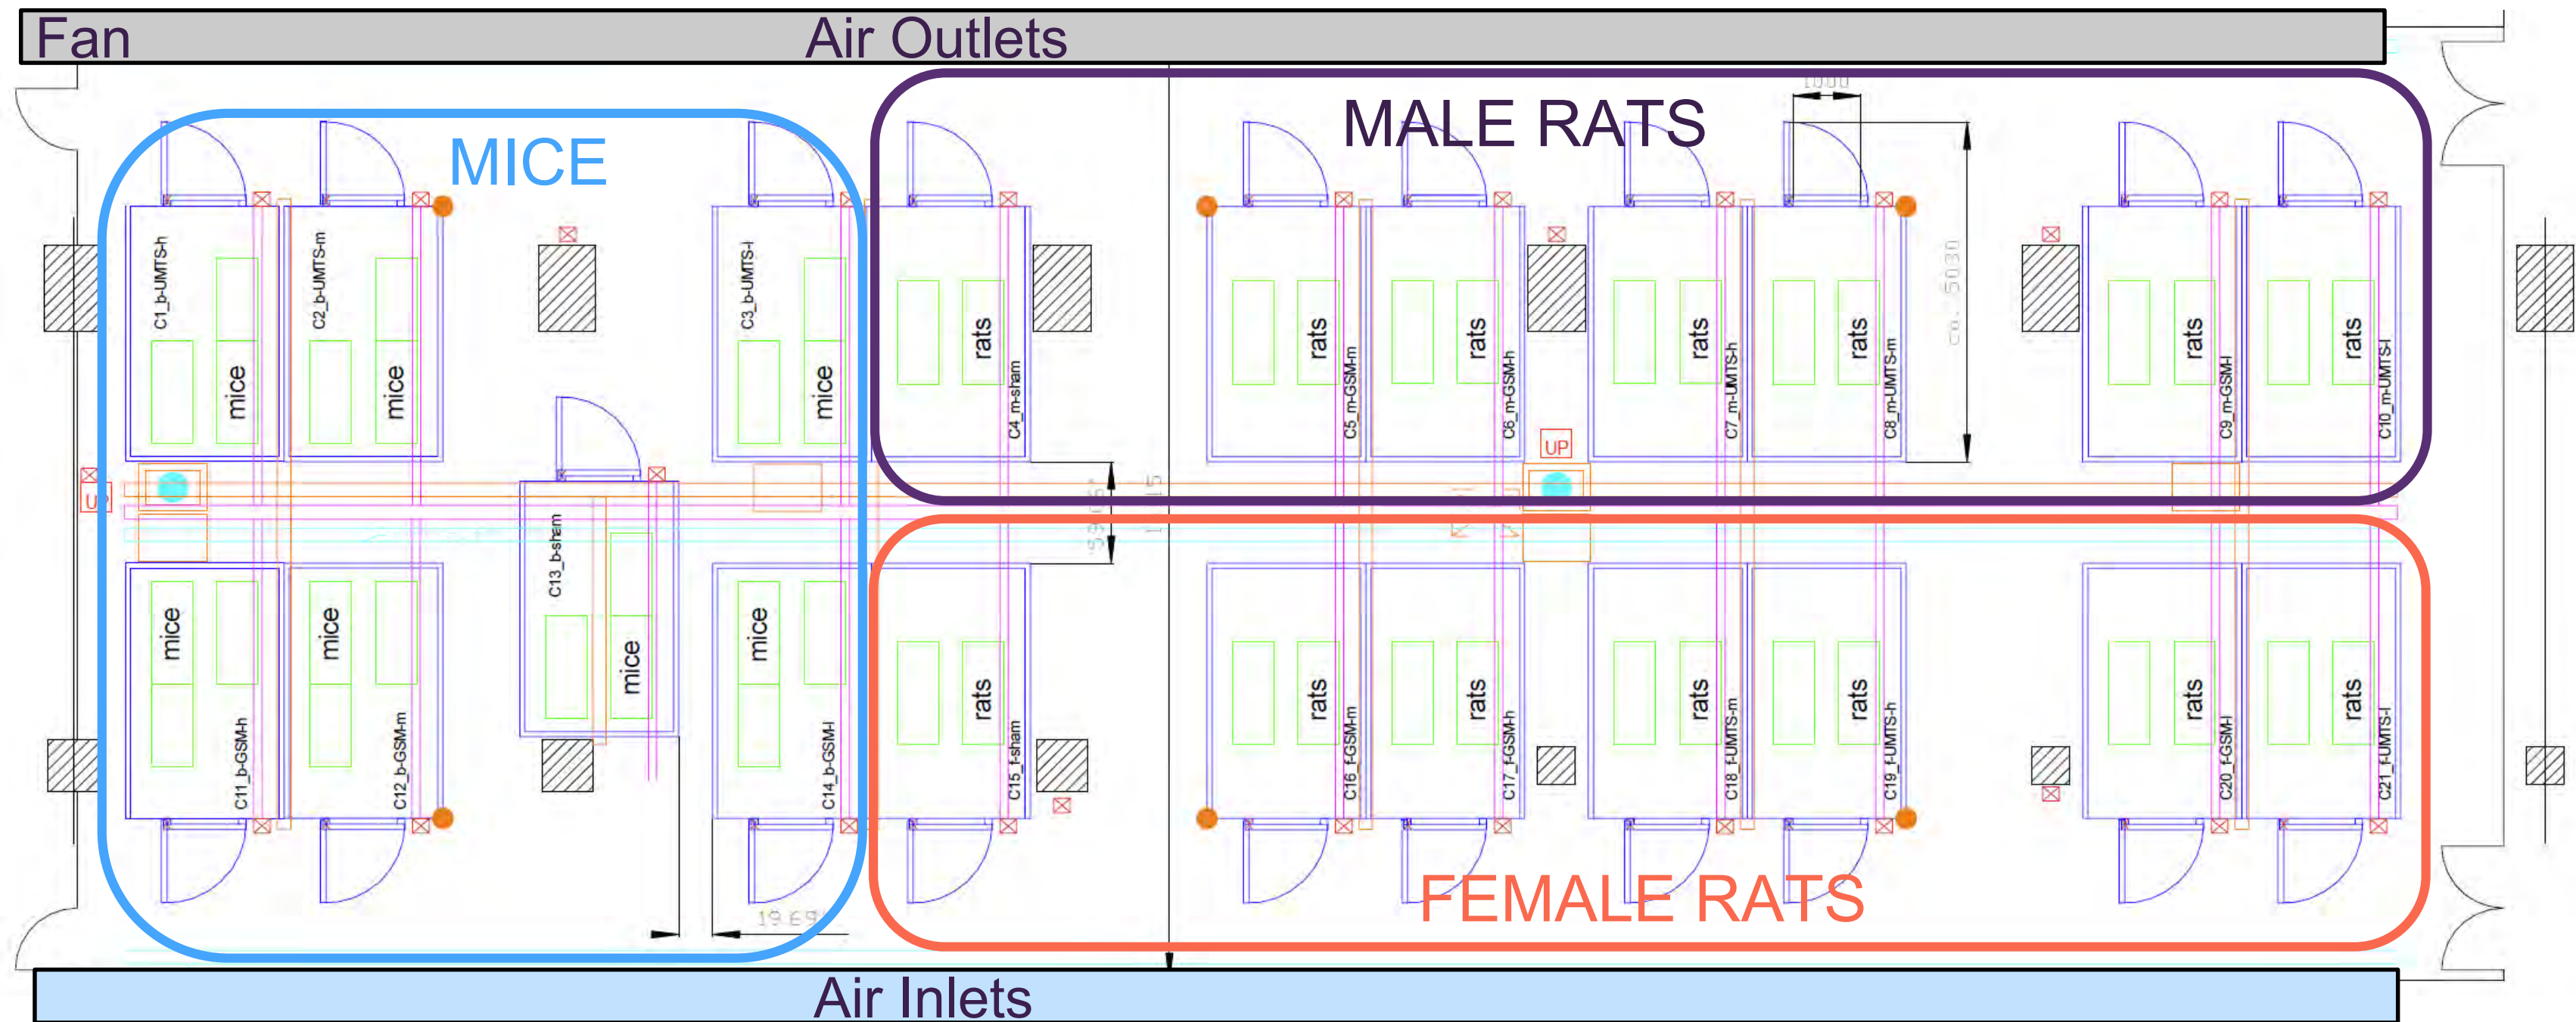 Fan
Air Outlets
MICE
MALE RATS
1000
C1_b-UMTS-h
mice
C2_b-UMTS-m
mice
C3_b-UMTS-l
mice
rats
C4_m-sham
rats
C5_m-GSM-m
rats
C6_m-GSM-h
rats
C7_m-UMTS-h
rats
C8_m-UMTS-m
ca. 5030
rats
C9_m-GSM-l
rats
C10_m-UMTS-l
UP
UP
C13_b-sham
mice
mice
C11_b-GSM-h
mice
C12_b-GSM-m
mice
C14_b-GSM-l
rats
C15_f-sham
rats
C16_f-GSM-m
rats
C17_f-GSM-h
rats
C18_f-UMTS-m
rats
C19_f-UMTS-h
rats
C20_f-GSM-l
rats
C21_f-UMTS-l
FEMALE RATS
Air Inlets